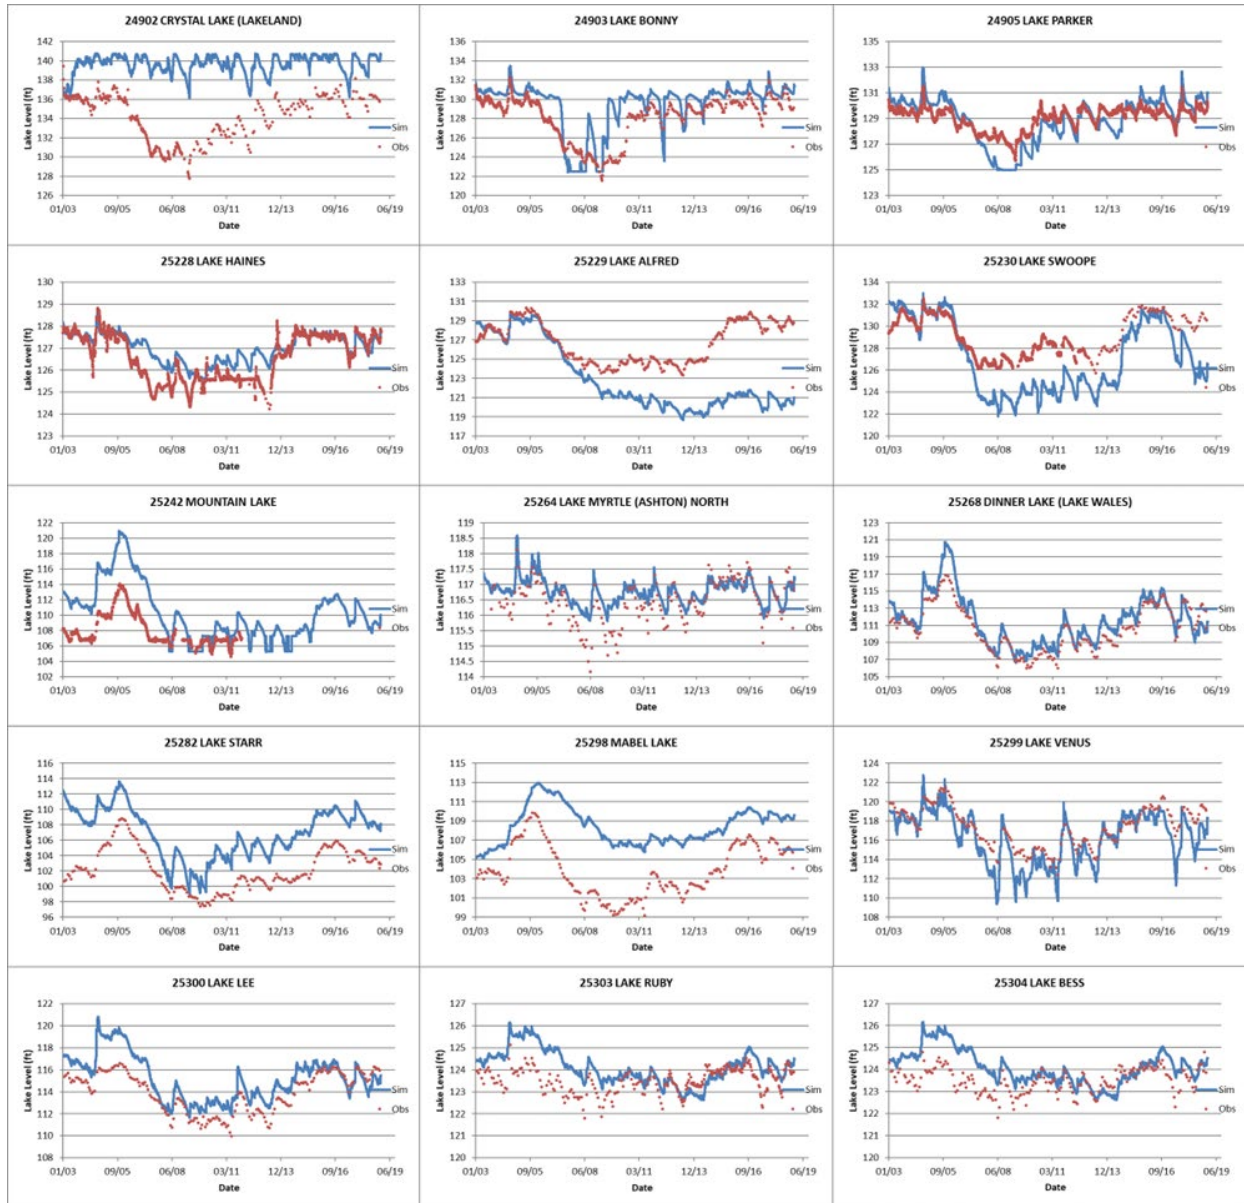 24902 CRYSTAL LAKE (LAKELAND)
Lake Level (ft)
142
140
138
136
134
132
130
128
126
Sim
Obs
01/03 09/05 06/08 03/11 12/13 09/16 06/19
Date
24903 LAKE BONNY
Lake Level (ft)
136
134
132
130
128
126
124
122
120
Sim
Obs
01/03 09/05 06/08 03/11 12/13 09/16 06/19
Date
24905 LAKE PARKER
Lake Level (ft)
135
133
131
129
127
125
123
Sim
Obs
01/03 09/05 06/08 03/11 12/13 09/16 06/19
Date
25228 LAKE HAINES
Lake Level (ft)
130
129
128
127
126
125
124
123
Sim
Obs
01/03 09/05 06/08 03/11 12/13 09/16 06/19
Date
25229 LAKE ALFRED
Lake Level (ft)
133
131
129
127
125
123
121
119
117
Sim
Obs
01/03 09/05 06/08 03/11 12/13 09/16 06/19
Date
25230 LAKE SWOOPE
Lake Level (ft)
134
132
130
128
126
124
122
120
Sim
Obs
01/03 09/05 06/08 03/11 12/13 09/16 06/19
Date
25242 MOUNTAIN LAKE
Lake Level (ft)
122
120
118
116
114
112
110
108
106
104
102
Sim
Obs
01/03 09/05 06/08 03/11 12/13 09/16 06/19
Date
25264 LAKE MYRTLE (ASHTON) NORTH
Lake Level (ft)
119
118.5
118
117.5
117
116.5
116
115.5
115
114.5
114
Sim
Obs
01/03 09/05 06/08 03/11 12/13 09/16 06/19
Date
25268 DINNER LAKE (LAKE WALES)
Lake Level (ft)
123
121
119
117
115
113
111
109
107
105
Sim
Obs
01/03 09/05 06/08 03/11 12/13 09/16 06/19
Date
25282 LAKE STARR
Lake Level (ft)
116
114
112
110
108
106
104
102
100
98
96
Sim
Obs
01/03 09/05 06/08 03/11 12/13 09/16 06/19
Date
25298 MABEL LAKE
Lake Level (ft)
115
113
111
109
107
105
103
101
99
Sim
Obs
01/03 09/05 06/08 03/11 12/13 09/16 06/19
Date
25299 LAKE VENUS
Lake Level (ft)
124
122
120
118
116
114
112
110
108
Sim
Obs
01/03 09/05 06/08 03/11 12/13 09/16 06/19
Date
25300 LAKE LEE
Lake Level (ft)
122
120
118
116
114
112
110
108
Sim
Obs
01/03 09/05 06/08 03/11 12/13 09/16 06/19
Date
25303 LAKE RUBY
Lake Level (ft)
127
126
125
124
123
122
121
120
Sim
Obs
01/03 09/05 06/08 03/11 12/13 09/16 06/19
Date
25304 LAKE BESS
Lake Level (ft)
127
126
125
124
123
122
121
120
Sim
Obs
01/03 09/05 06/08 03/11 12/13 09/16 06/19
Date